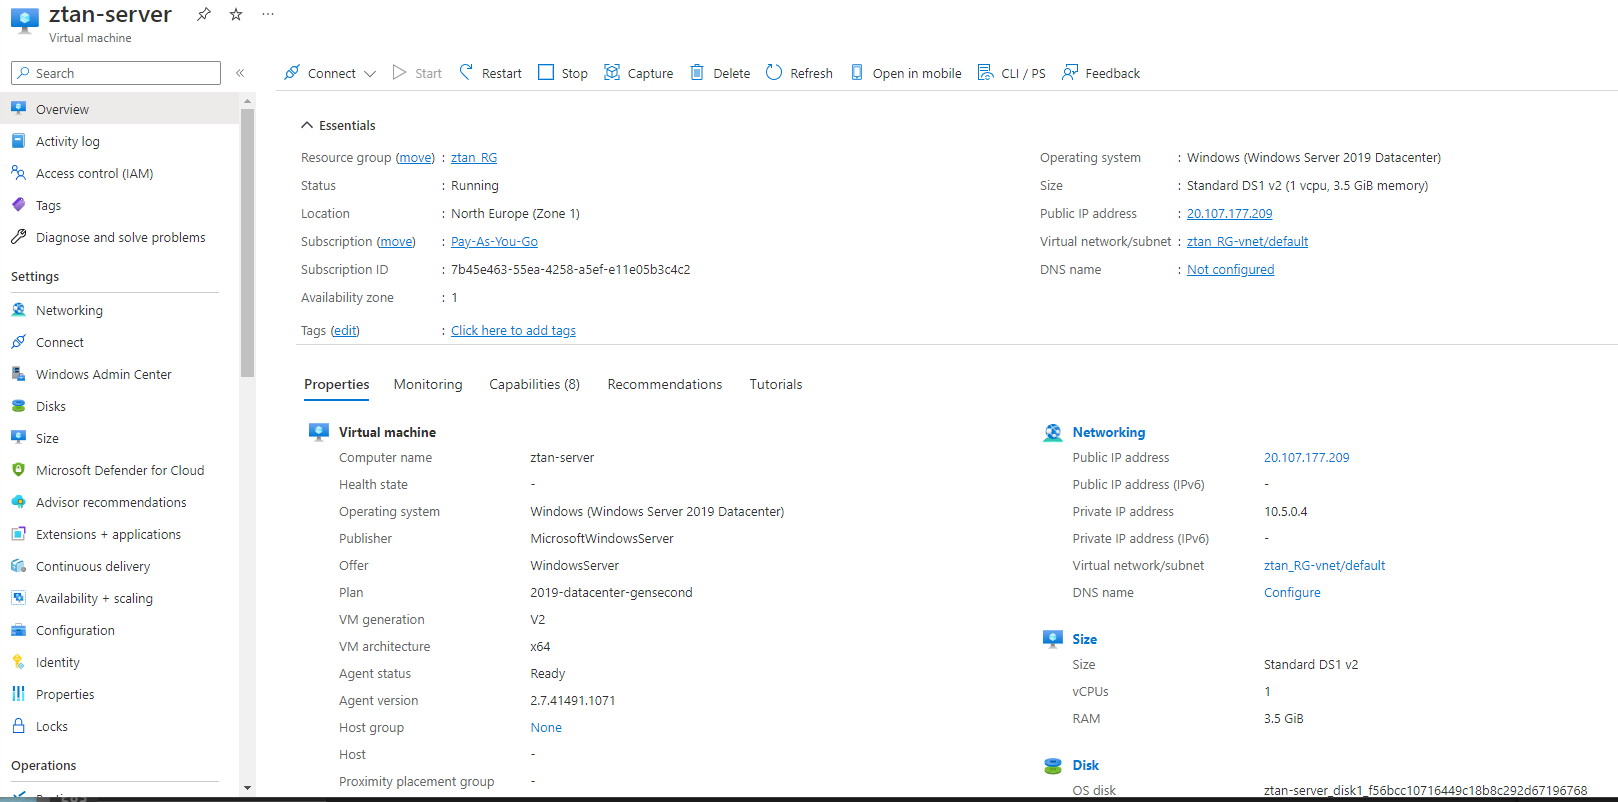 ztan-server
Virtual machine
Search
Overview
Activity log
Access control (IAM)
Tags
Diagnose and solve problems
Settings
Networking
Connect
Windows Admin Center
Disks
Size
Microsoft Defender for Cloud
Advisor recommendations
Extensions + applications
Continuous delivery
Availability + scaling
Configuration
Identity
Properties
Locks
Operations
Connect Start Restart Stop Capture Delete Refresh Open in mobile CLI / PS Feedback
Essentials
Resource group (move) : ztan_RG
Status : Running
Location : North Europe (Zone 1)
Subscription (move) : Pay-As-You-Go
Subscription ID : 7b45e463-55ea-4258-a5ef-e11e05b3c4c2
Availability zone : 1
Tags (edit) : Click here to add tags
Operating system : Windows (Windows Server 2019 Datacenter)
Size : Standard DS1 v2 (1 vcpu, 3.5 GiB memory)
Public IP address : 20.107.177.209
Virtual network/subnet : ztan_RG-vnet/default
DNS name : Not configured
Properties Monitoring Capabilities (8) Recommendations Tutorials
Virtual machine
Computer name ztan-server
Health state -
Operating system Windows (Windows Server 2019 Datacenter)
Publisher MicrosoftWindowsServer
Offer WindowsServer
Plan 2019-datacenter-gensecond
VM generation V2
VM architecture x64
Agent status Ready
Agent version 2.7.41491.1071
Host group None
Host -
Proximity placement group -
Networking
Public IP address 20.107.177.209
Public IP address (IPv6) -
Private IP address 10.5.0.4
Private IP address (IPv6) -
Virtual network/subnet ztan_RG-vnet/default
DNS name Configure
Size
Size Standard DS1 v2
vCPUs 1
RAM 3.5 GiB
Disk
OS disk ztan-server_disk1_f56bcc10716449c18b8c292d67196768